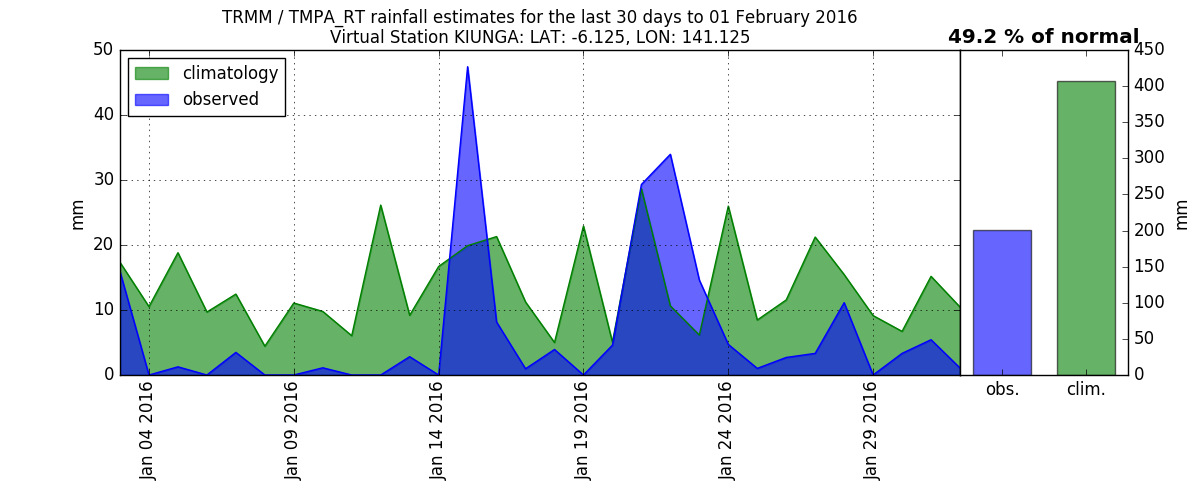 TRMM / TMPA_RT rainfall estimates for the last 30 days to 01 February 2016
Virtual Station KIUNGA: LAT: -6.125, LON: 141.125
49.2 % of normal
climatology
observed
50
40
30
20
10
0
mm
Jan 04 2016
Jan 09 2016
Jan 14 2016
Jan 19 2016
Jan 24 2016
Jan 29 2016
450
400
350
300
250
200
150
100
50
0
mm
obs.
clim.